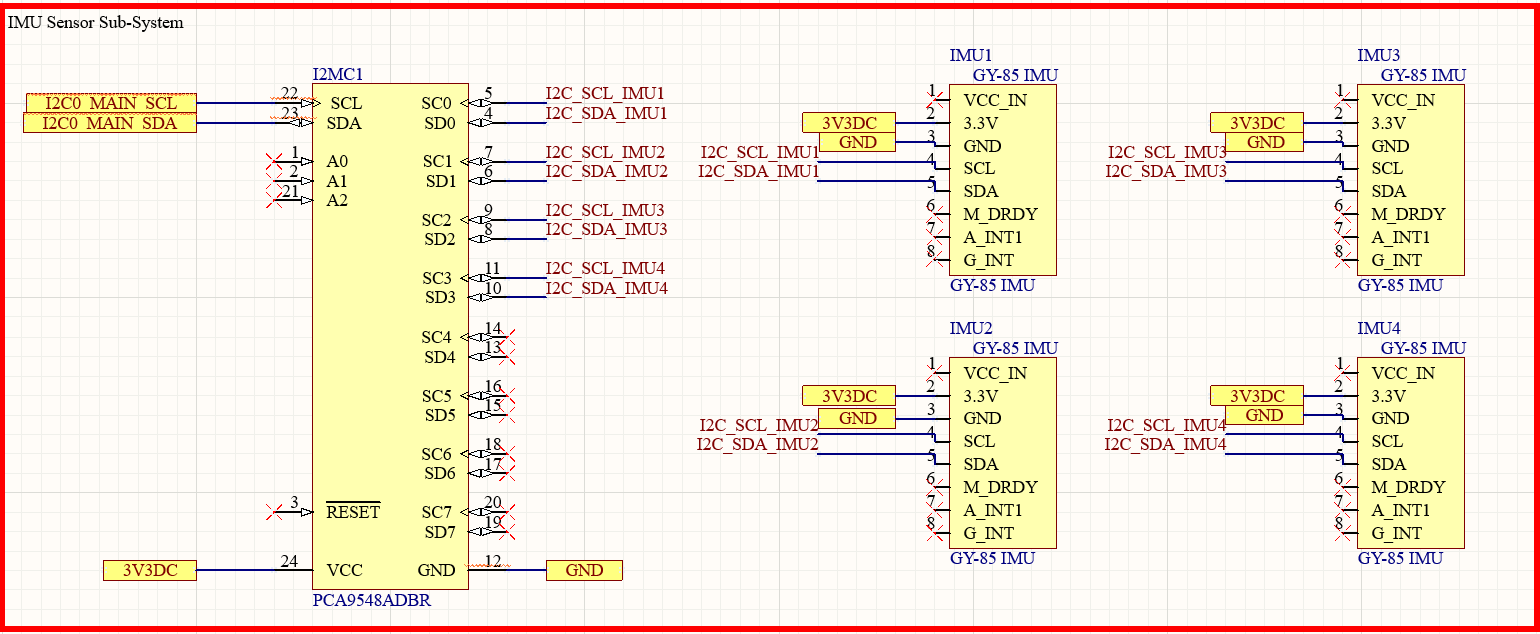 IMU Sensor Sub-System
I2MC1
I2C0_MAIN_SCL 22 SCL SC0 5 I2C_SCL_IMU1
I2C0_MAIN_SDA 23 SDA SD0 4 I2C_SDA_IMU1
1 A0 SC1 7 I2C_SCL_IMU2
2 A1 SD1 6 I2C_SDA_IMU2
21 A2
SC2 9 I2C_SCL_IMU3
SD2 8 I2C_SDA_IMU3
SC3 11 I2C_SCL_IMU4
SD3 10 I2C_SDA_IMU4
SC4 14
SD4 13
SC5 16
SD5 15
SC6 18
SD6 17
3 RESET SC7 20
SD7 19
3V3DC 24 VCC GND 12 GND
PCA9548ADBR
IMU1
GY-85 IMU
1 VCC_IN
3V3DC 2 3.3V
GND 3 GND
I2C_SCL_IMU1 4 SCL
I2C_SDA_IMU1 5 SDA
6 M_DRDY
7 A_INT1
8 G_INT
GY-85 IMU
IMU3
GY-85 IMU
1 VCC_IN
3V3DC 2 3.3V
GND 3 GND
I2C_SCL_IMU3 4 SCL
I2C_SDA_IMU3 5 SDA
6 M_DRDY
7 A_INT1
8 G_INT
GY-85 IMU
IMU2
GY-85 IMU
1 VCC_IN
3V3DC 2 3.3V
GND 3 GND
I2C_SCL_IMU2 4 SCL
I2C_SDA_IMU2 5 SDA
6 M_DRDY
7 A_INT1
8 G_INT
GY-85 IMU
IMU4
GY-85 IMU
1 VCC_IN
3V3DC 2 3.3V
GND 3 GND
I2C_SCL_IMU4 4 SCL
I2C_SDA_IMU4 5 SDA
6 M_DRDY
7 A_INT1
8 G_INT
GY-85 IMU